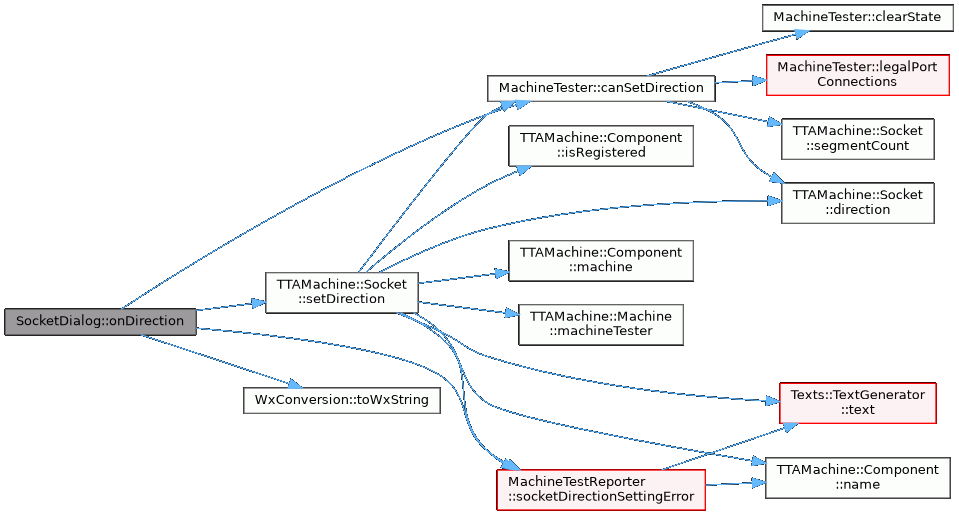 MachineTester::clearState
MachineTester::legalPort
Connections
MachineTester::canSetDirection
TTAMachine::Socket
::segmentCount
TTAMachine::Component
::isRegistered
TTAMachine::Socket
::direction
TTAMachine::Component
::machine
TTAMachine::Socket
::setDirection
TTAMachine::Machine
::machineTester
SocketDialog::onDirection
WxConversion::toWxString
Texts::TextGenerator
::text
TTAMachine::Component
::name
MachineTestReporter
::socketDirectionSettingError